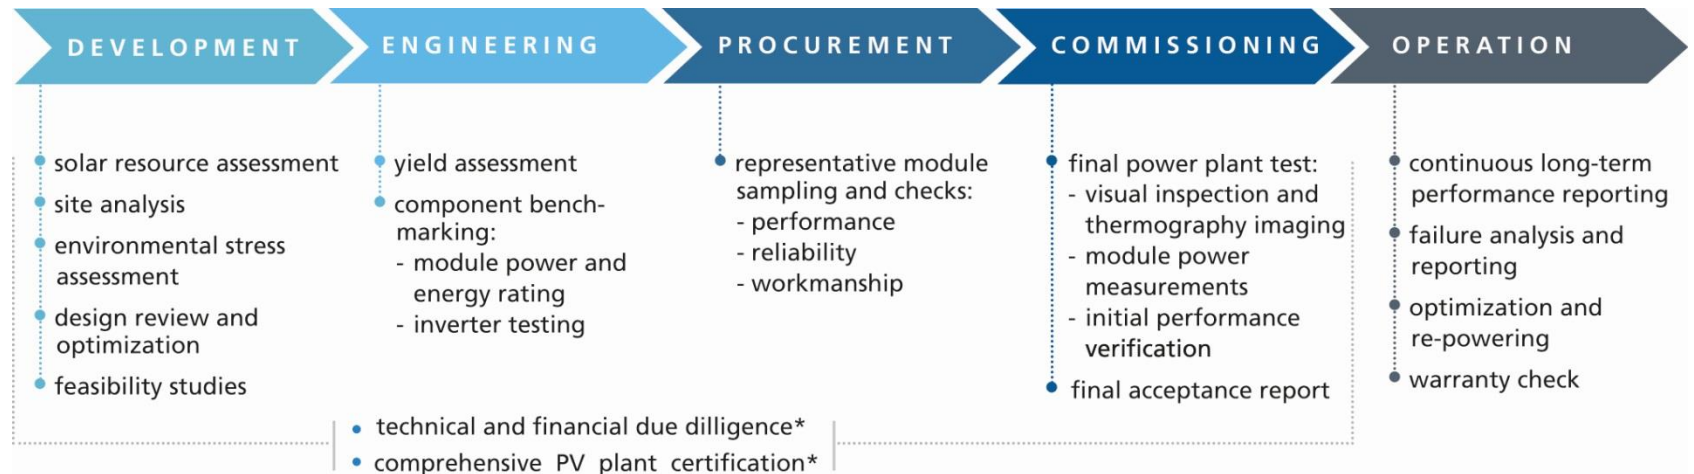 DEVELOPMENT
solar resource assessment
site analysis
environmental stress
assessment
design review and
optimization
feasibility studies
ENGINEERING
yield assessment
component bench-
marking:
- module power and
energy rating
- inverter testing
PROCUREMENT
representative module
sampling and checks:
- performance
- reliability
- workmanship
COMMISSIONING
final power plant test:
- visual inspection and
thermography imaging
- module power
measurements
- initial performance
verification
final acceptance report
OPERATION
continuous long-term
performance reporting
failure analysis and
reporting
optimization and
re-powering
warranty check
• technical and financial due dilligence*
• comprehensive PV plant certification*